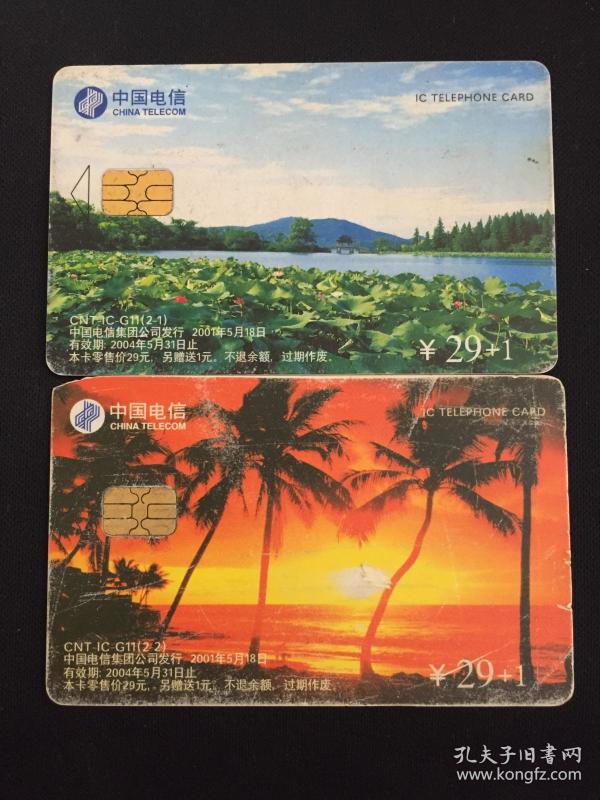 中国电信
CHINA TELECOM
IC TELEPHONE CARD
CNT-IC-G11(2-1)
中国电信集团公司发行 2001年5月18日
有效期: 2004年5月31日止
本卡零售价29元，另赠送1元，不退余额，过期作废。
¥ 29+1
中国电信
CHINA TELECOM
IC TELEPHONE CARD
CNT-IC-G11(2-2)
中国电信集团公司发行 2001年5月18日
有效期: 2004年5月31日止
本卡零售价29元，另赠送1元，不退余额，过期作废。
¥ 29+1
孔夫子旧书网
www.kongfz.com